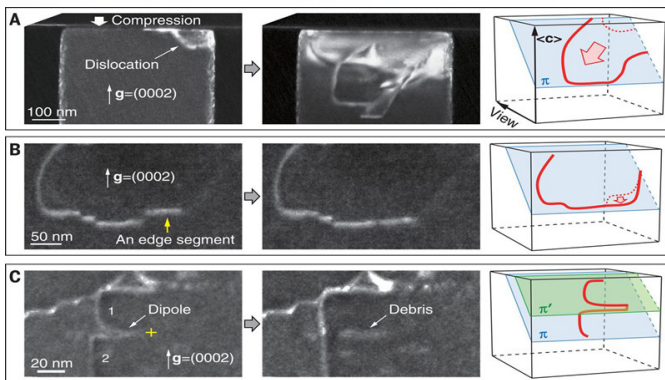 A
Compression
Dislocation
g=(0002)
100 nm
<c>
π
View
B
g=(0002)
An edge segment
50 nm
C
1
Dipole
2
g=(0002)
20 nm
Debris
π'
π